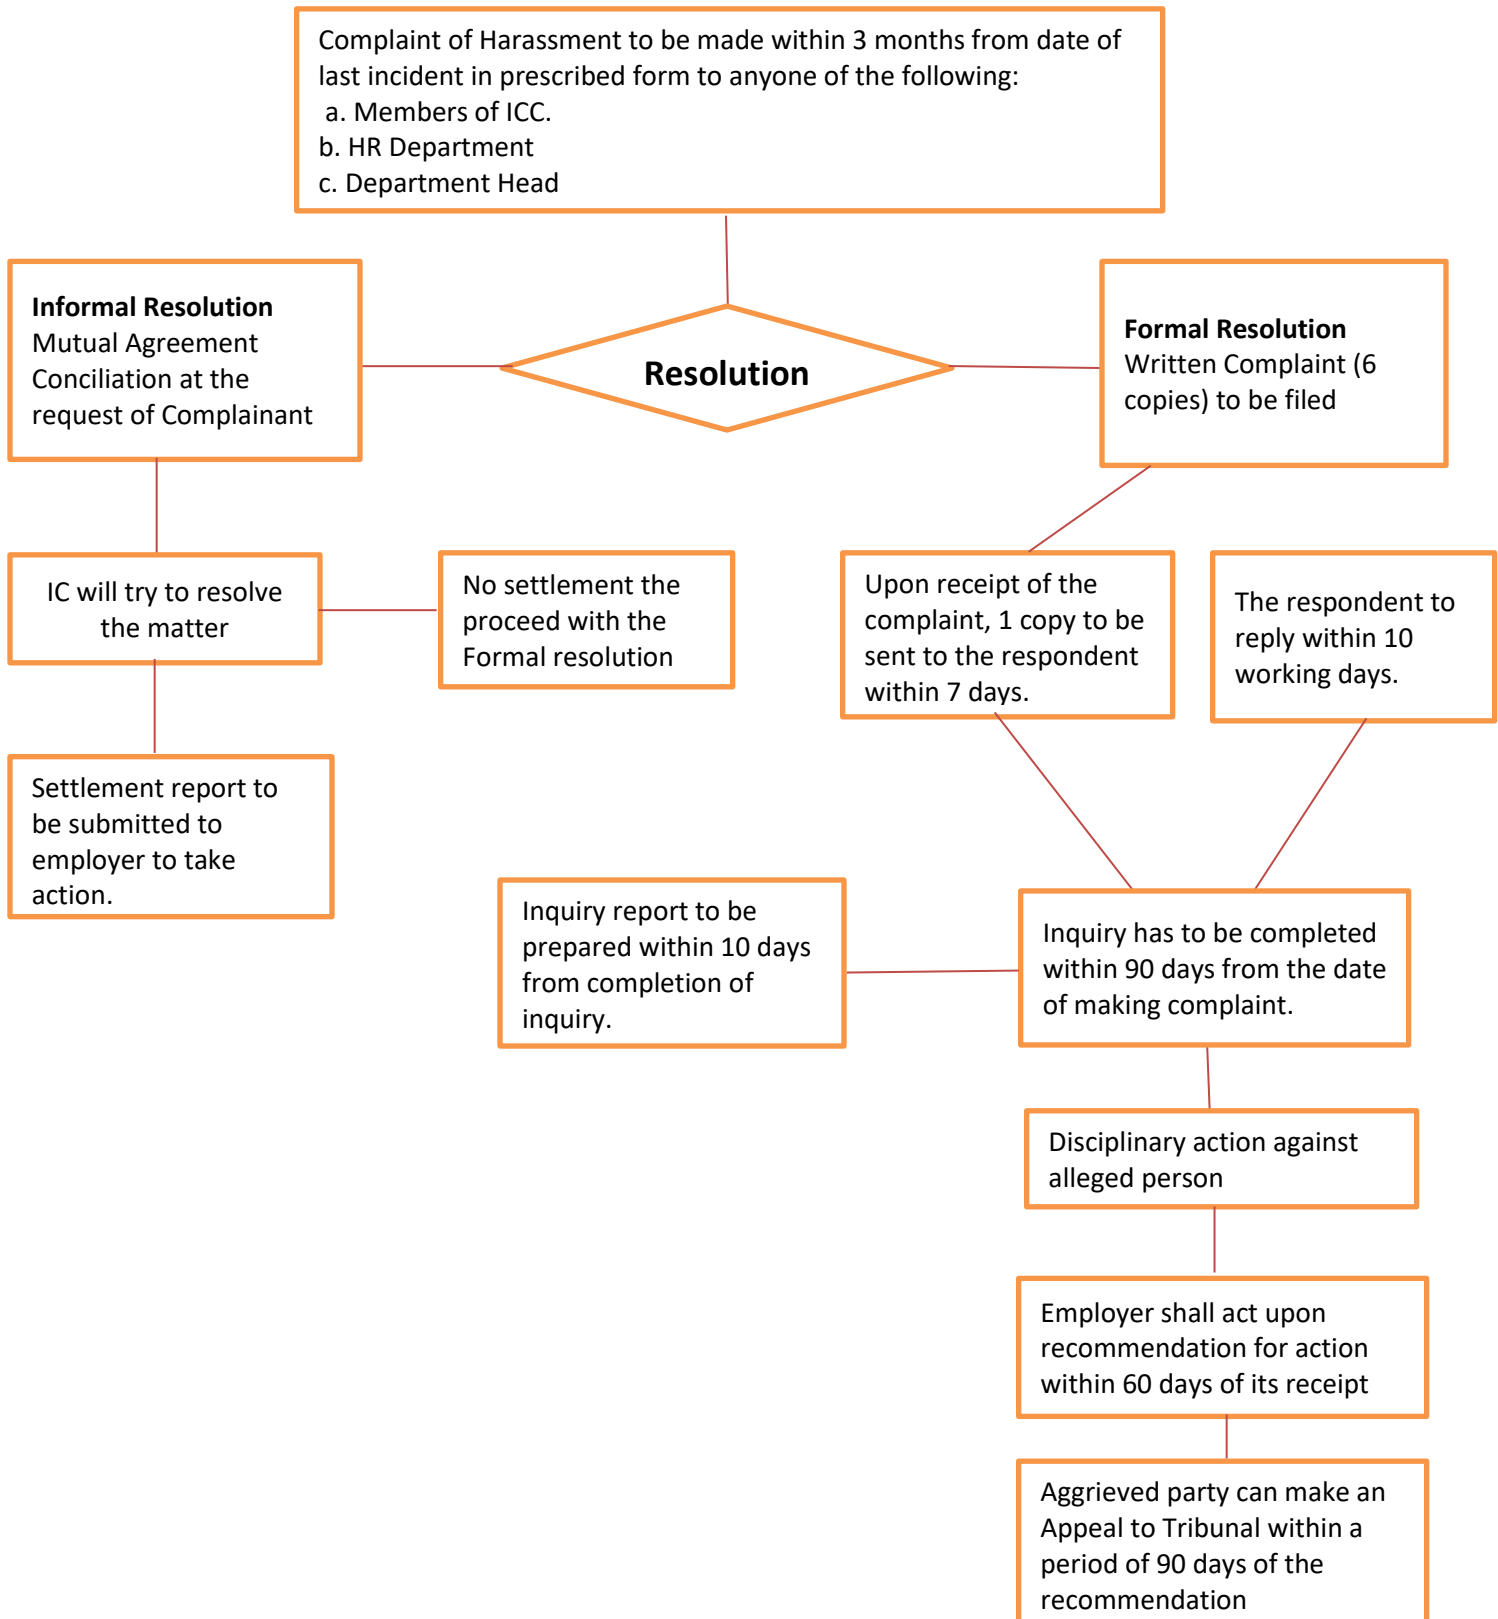 Complaint of Harassment to be made within 3 months from date of
last incident in prescribed form to anyone of the following:
a. Members of ICC.
b. HR Department
c. Department Head
Informal Resolution
Mutual Agreement
Conciliation at the
request of Complainant
Resolution
Formal Resolution
Written Complaint (6
copies) to be filed
IC will try to resolve
the matter
No settlement the
proceed with the
Formal resolution
Upon receipt of the
complaint, 1 copy to be
sent to the respondent
within 7 days.
The respondent to
reply within 10
working days.
Settlement report to
be submitted to
employer to take
action.
Inquiry report to be
prepared within 10 days
from completion of
inquiry.
Inquiry has to be completed
within 90 days from the date
of making complaint.
Disciplinary action against
alleged person
Employer shall act upon
recommendation for action
within 60 days of its receipt
Aggrieved party can make an
Appeal to Tribunal within a
period of 90 days of the
recommendation